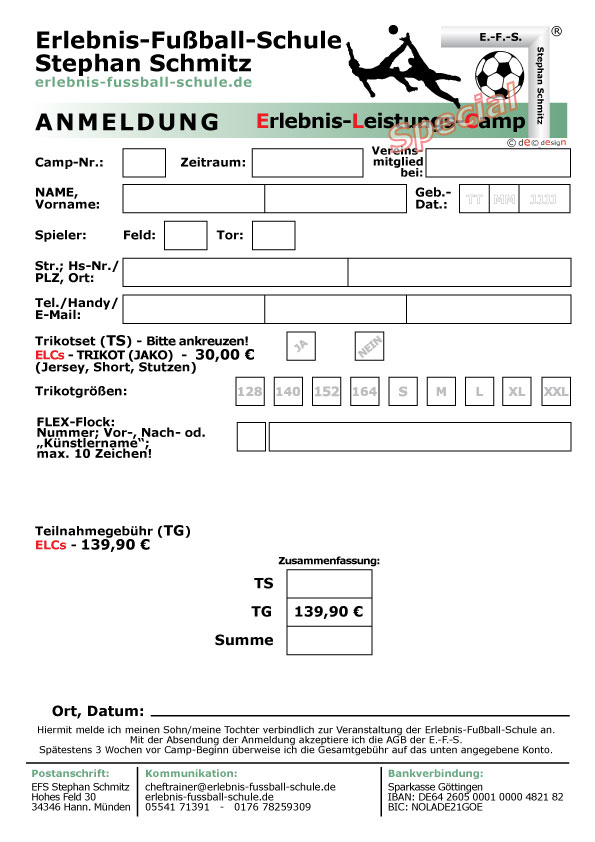 Erlebnis-Fußball-Schule
Stephan Schmitz
erlebnis-fussball-schule.de
E.-F.-S.
®
Stephan Schmitz
ANMELDUNG Erlebnis-Leistungs-Camp
Special
© de© design
Camp-Nr.: Zeitraum: Vereins-
mitglied
bei:
NAME,
Vorname:
Geb.-
Dat.: TT MM JJJJ
Spieler: Feld: Tor:
Str.; Hs-Nr./
PLZ, Ort:
Tel./Handy/
E-Mail:
Trikotset (TS) - Bitte ankreuzen!
ELCs - TRIKOT (JAKO) - 30,00 €
(Jersey, Short, Stutzen)
JA NEIN
Trikotgrößen: 128 140 152 164 S M L XL XXL
FLEX-Flock:
Nummer; Vor-, Nach- od.
„Künstlername“;
max. 10 Zeichen!
Teilnahmegebühr (TG)
ELCs - 139,90 €
Zusammenfassung:
TS
TG 139,90 €
Summe
Ort, Datum:
Hiermit melde ich meinen Sohn/meine Tochter verbindlich zur Veranstaltung der Erlebnis-Fußball-Schule an.
Mit der Absendung der Anmeldung akzeptiere ich die AGB der E.-F.-S.
Spätestens 3 Wochen vor Camp-Beginn überweise ich die Gesamtgebühr auf das unten angegebene Konto.
Postanschrift:
EFS Stephan Schmitz
Hohes Feld 30
34346 Hann. Münden
Kommunikation:
cheftrainer@erlebnis-fussball-schule.de
erlebnis-fussball-schule.de
05541 71391 - 0176 78259309
Bankverbindung:
Sparkasse Göttingen
IBAN: DE64 2605 0001 0000 4821 82
BIC: NOLADE21GOE